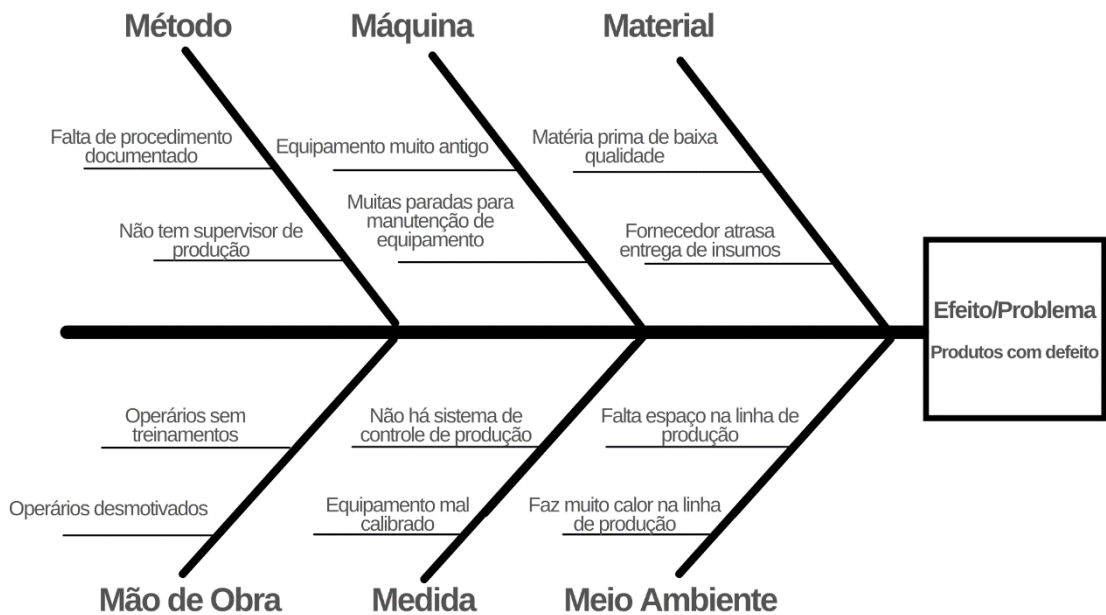 Método
Máquina
Material
Falta de procedimento
documentado
Não tem supervisor de
produção
Equipamento muito antigo
Muitas paradas para
manutenção de
equipamento
Matéria prima de baixa
qualidade
Fornecedor atrasa
entrega de insumos
Efeito/Problema
Produtos com defeito
Operários sem
treinamentos
Operários desmotivados
Não há sistema de
controle de produção
Equipamento mal
calibrado
Falta espaço na linha de
produção
Faz muito calor na linha
de produção
Mão de Obra
Medida
Meio Ambiente